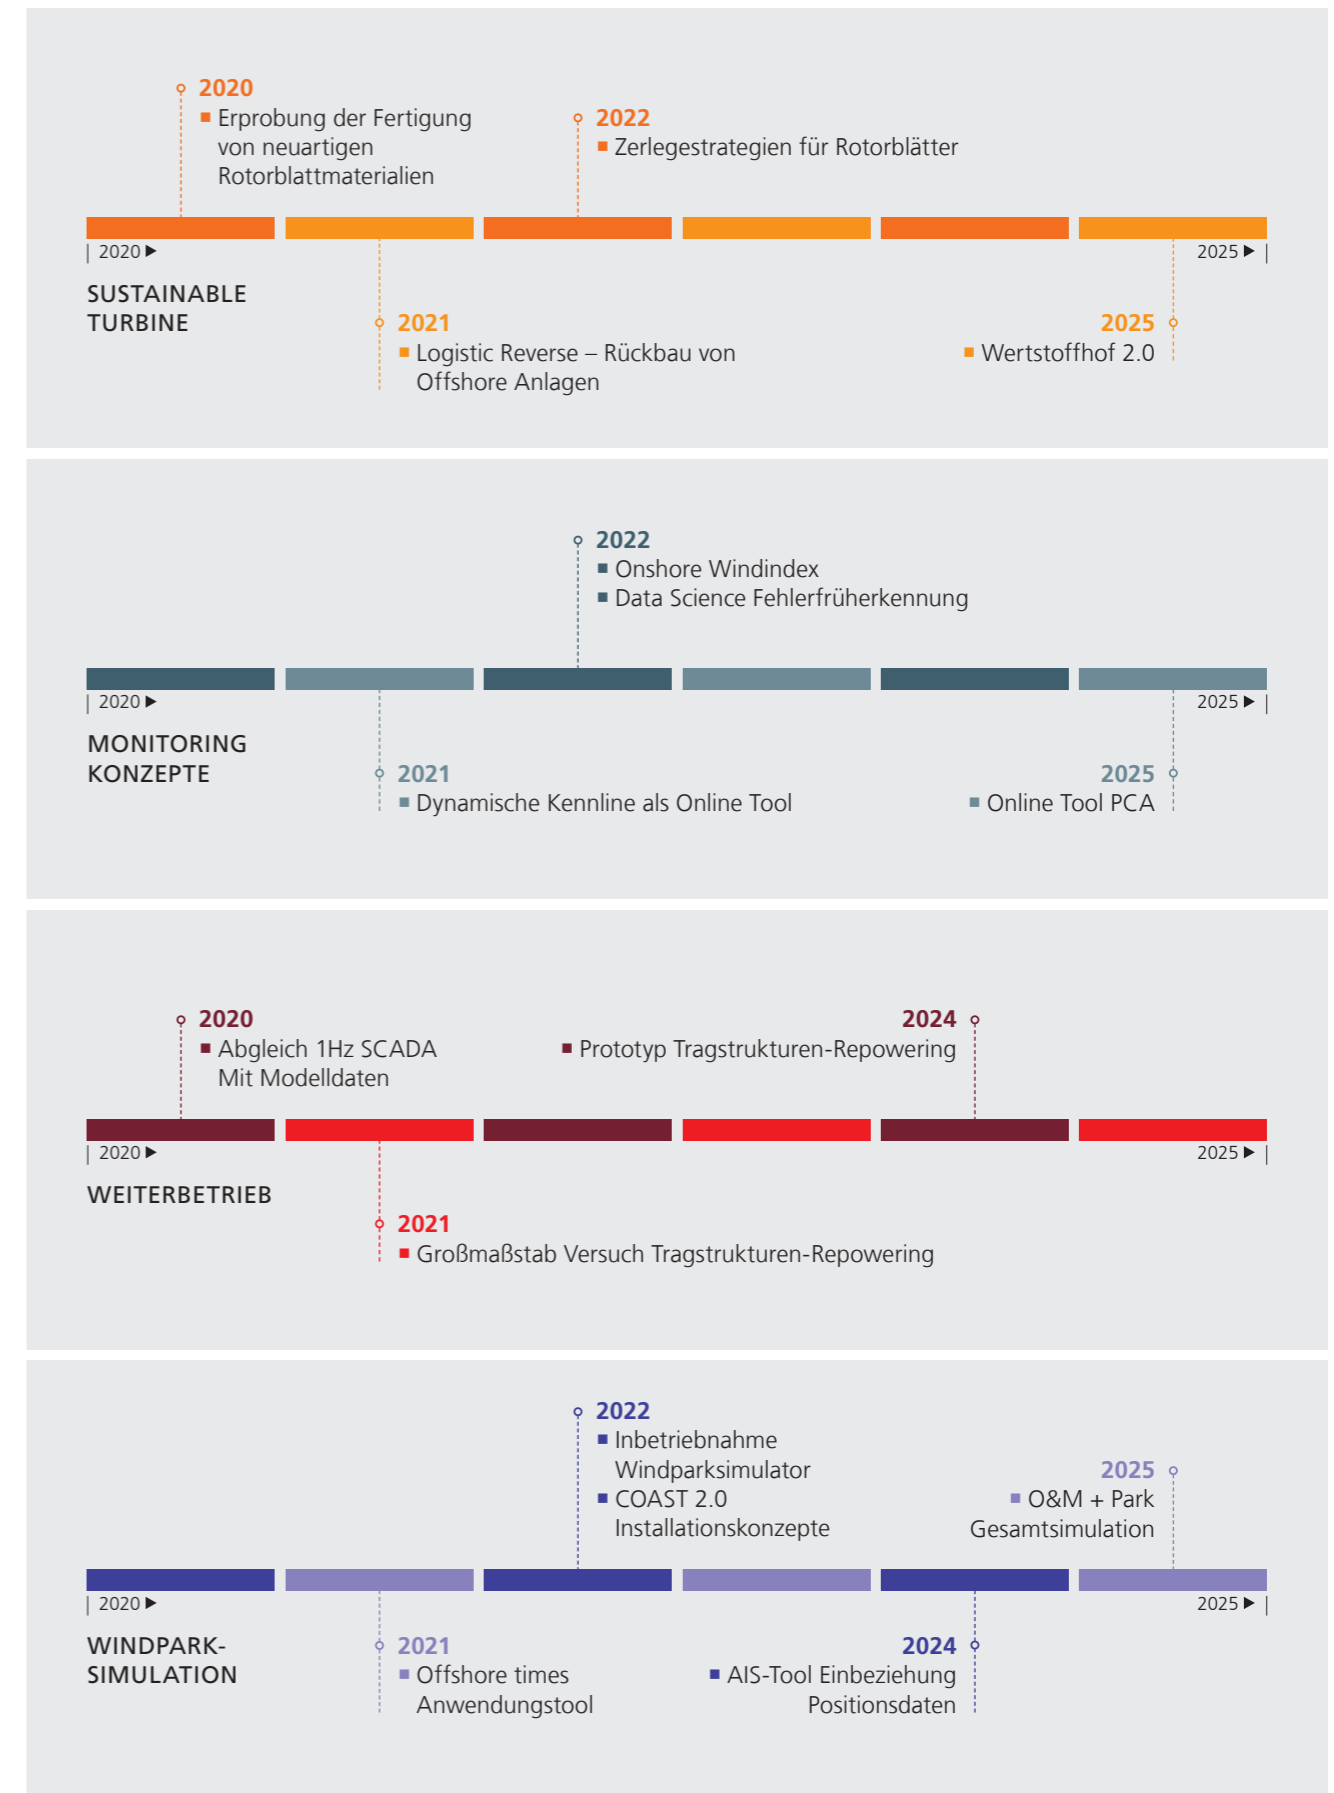 2020
■ Erprobung der Fertigung
von neuartigen
Rotorblattmaterialien
2022
■ Zerlegestrategien für Rotorblätter
| 2020 ▶
2025 ▶ |
SUSTAINABLE
TURBINE
2021
■ Logistic Reverse – Rückbau von
Offshore Anlagen
2025
■ Wertstoffhof 2.0
2022
■ Onshore Windindex
■ Data Science Fehlerfrüherkennung
| 2020 ▶
2025 ▶ |
MONITORING
KONZEPTE
2021
■ Dynamische Kennline als Online Tool
2025
■ Online Tool PCA
2020
■ Abgleich 1Hz SCADA
Mit Modelldaten
2024
■ Prototyp Tragstrukturen-Repowering
| 2020 ▶
2025 ▶ |
WEITERBETRIEB
2021
■ Großmaßstab Versuch Tragstrukturen-Repowering
2022
■ Inbetriebnahme
Windparksimulator
■ COAST 2.0
Installationskonzepte
2025
■ O&M + Park
Gesamtsimulation
| 2020 ▶
2025 ▶ |
WINDPARK-
SIMULATION
2021
■ Offshore times
Anwendungstool
2024
■ AIS-Tool Einbeziehung
Positionsdaten